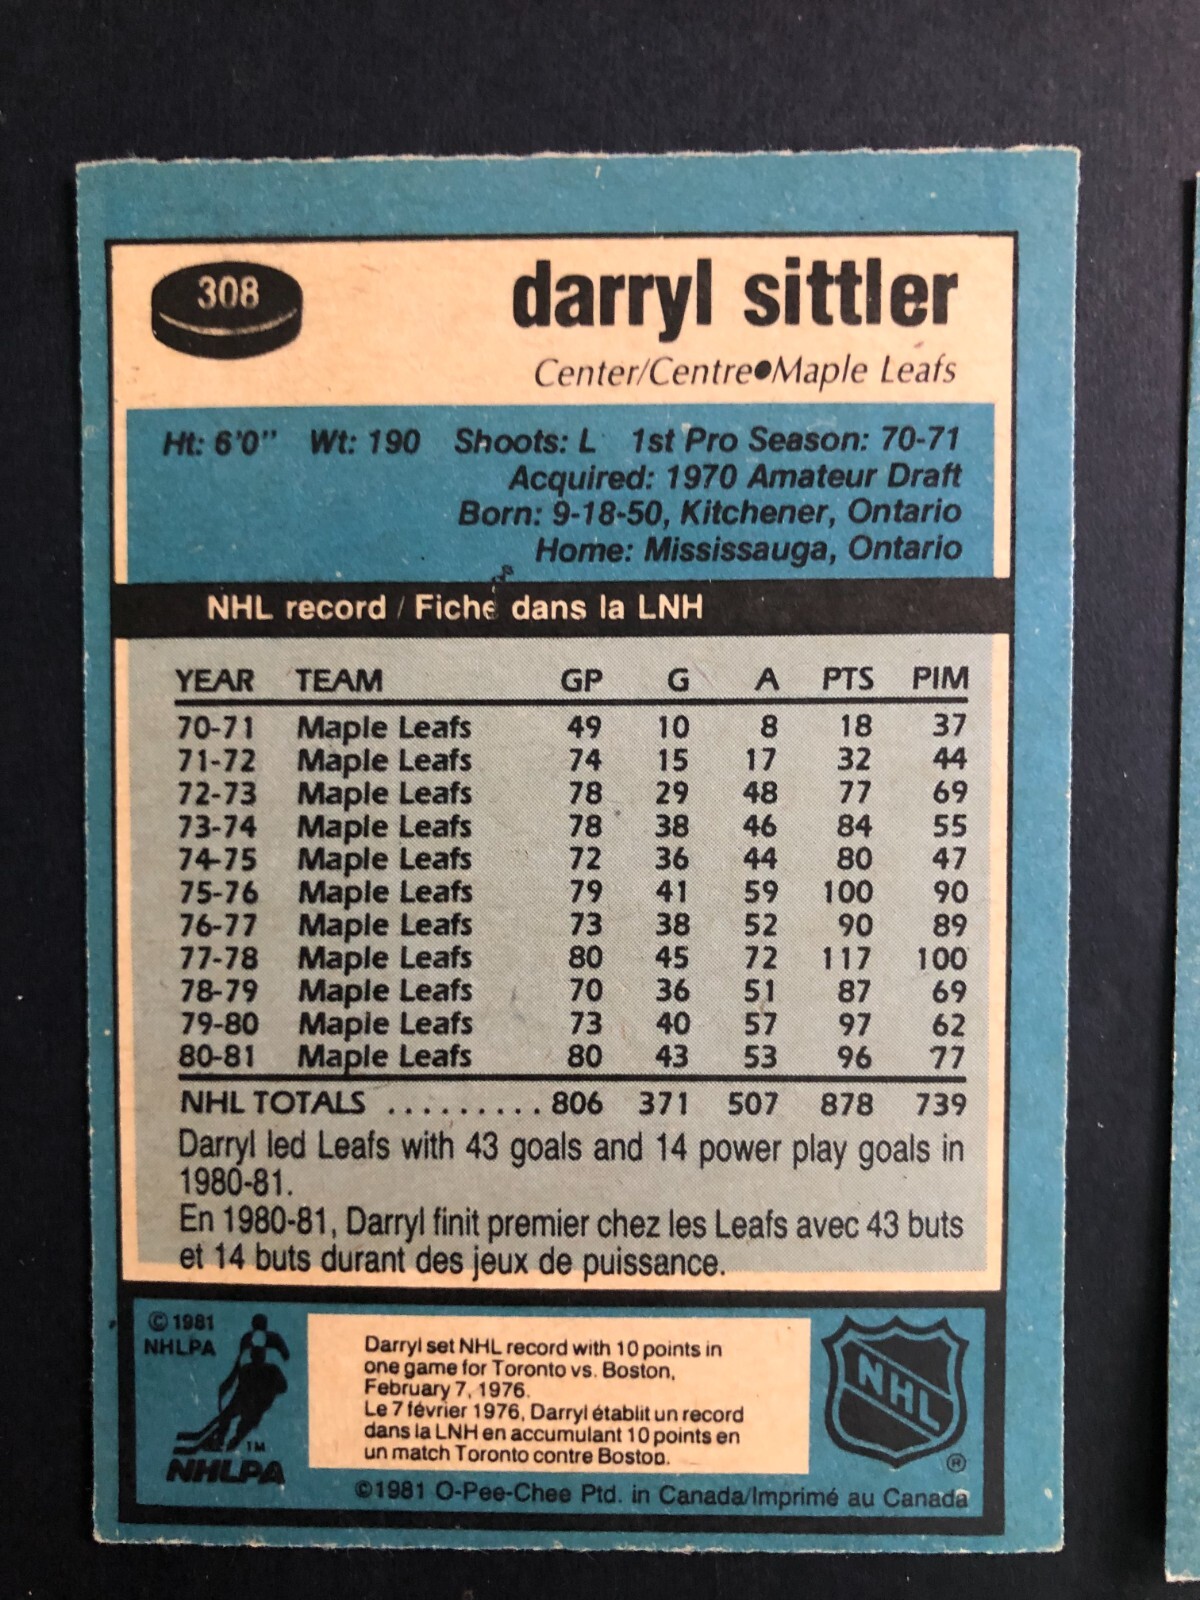 308
darryl sittler
Center/Centre●Maple Leafs
Ht: 6'0" Wt: 190 Shoots: L 1st Pro Season: 70-71
Acquired: 1970 Amateur Draft
Born: 9-18-50, Kitchener, Ontario
Home: Mississauga, Ontario
NHL record / Fiche dans la LNH
YEAR TEAM GP G A PTS PIM
70-71 Maple Leafs 49 10 8 18 37
71-72 Maple Leafs 74 15 17 32 44
72-73 Maple Leafs 78 29 48 77 69
73-74 Maple Leafs 78 38 46 84 55
74-75 Maple Leafs 72 36 44 80 47
75-76 Maple Leafs 79 41 59 100 90
76-77 Maple Leafs 73 38 52 90 89
77-78 Maple Leafs 80 45 72 117 100
78-79 Maple Leafs 70 36 51 87 69
79-80 Maple Leafs 73 40 57 97 62
80-81 Maple Leafs 80 43 53 96 77
NHL TOTALS .......... 806 371 507 878 739
Darryl led Leafs with 43 goals and 14 power play goals in
1980-81.
En 1980-81, Darryl finit premier chez les Leafs avec 43 buts
et 14 buts durant des jeux de puissance.
© 1981
NHLPA
TM
NHLPA
Darryl set NHL record with 10 points in
one game for Toronto vs. Boston,
February 7, 1976.
Le 7 février 1976, Darryl établit un record
dans la LNH en accumulant 10 points en
un match Toronto contre Boston.
NHL
®
©1981 O-Pee-Chee Ptd. in Canada/Imprimé au Canada